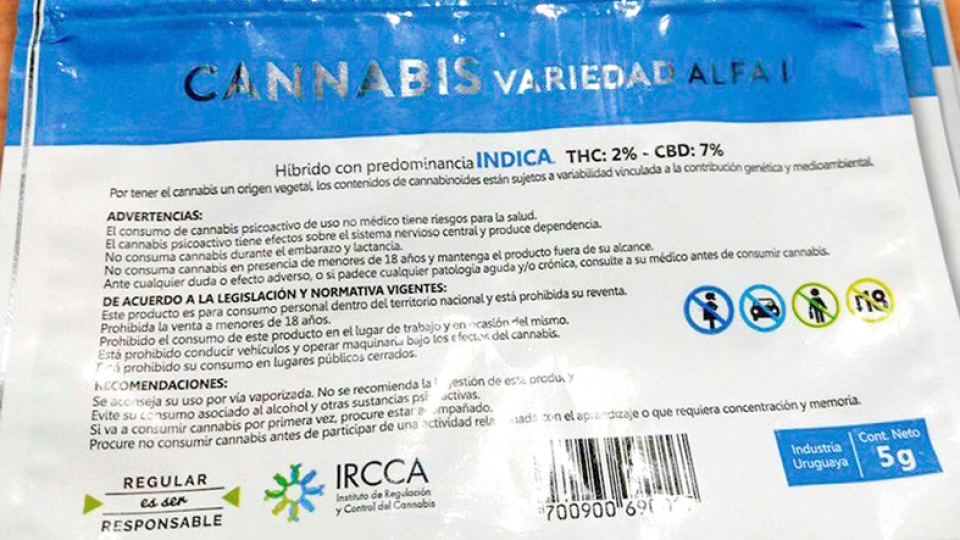 CANNABIS VARIEDAD ALFA I
Híbrido con predominancia INDICA. THC: 2% - CBD: 7%
Por tener el cannabis un origen vegetal, los contenidos de cannabinoides están sujetos a variabilidad vinculada a la contribución genética y medioambiental.
ADVERTENCIAS:
El consumo de cannabis psicoactivo de uso no médico tiene riesgos para la salud.
El cannabis psicoactivo tiene efectos sobre el sistema nervioso central y produce dependencia.
No consuma cannabis durante el embarazo y lactancia.
No consuma cannabis en presencia de menores de 18 años y mantenga el producto fuera de su alcance.
Ante cualquier duda o efecto adverso, o si padece cualquier patología aguda y/o crónica, consulte a su médico antes de consumir cannabis.
DE ACUERDO A LA LEGISLACIÓN Y NORMATIVA VIGENTES:
Este producto es para consumo personal dentro del territorio nacional y está prohibida su reventa.
Prohibida la venta a menores de 18 años.
Prohibido el consumo de este producto en el lugar de trabajo y en ocasión del mismo.
Está prohibido conducir vehículos y operar maquinaria bajo los efectos del cannabis.
Está prohibido su consumo en lugares públicos cerrados.
RECOMENDACIONES:
Se aconseja su uso por vía vaporizada. No se recomienda la de este
Evite su consumo asociado al alcohol y otras sustancias
Si va a consumir cannabis por primera vez, procure estar
Procure no consumir cannabis antes de participar de una actividad con el aprendizaje o que requiera concentración y memoria.
REGULAR
es ser
RESPONSABLE
IRCCA
Instituto de Regulación
y Control del Cannabis
700900
Industria
Uruguaya
Cont. Neto
5g